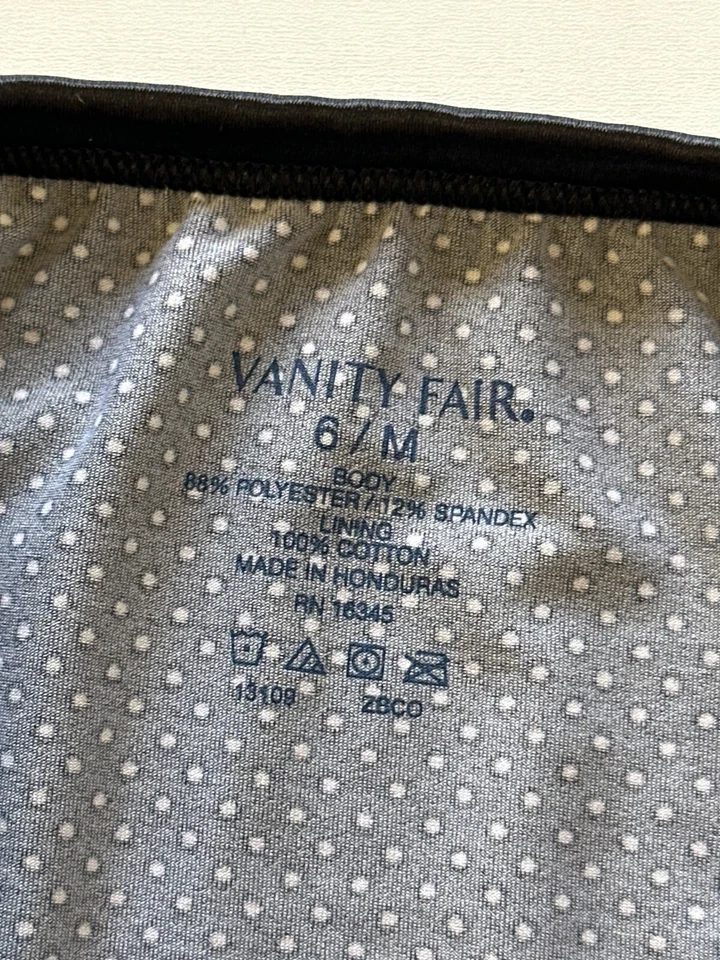 VANITY FAIR®
6 / M
BODY
88% POLYESTER / 12% SPANDEX
LINING
100% COTTON
MADE IN HONDURAS
RN 16345
13109 ZBCO